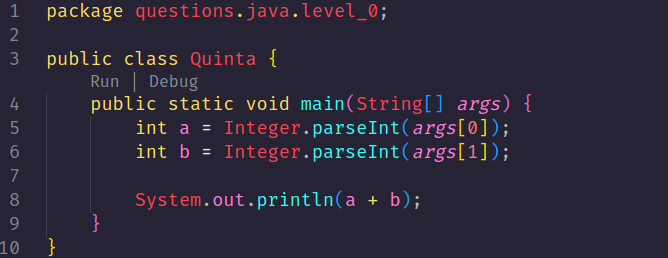 1 package questions.java.level_0;
2
3 public class Quinta {
Run | Debug
4 public static void main(String[] args) {
5 int a = Integer.parseInt(args[0]);
6 int b = Integer.parseInt(args[1]);
7
8 System.out.println(a + b);
9 }
10 }